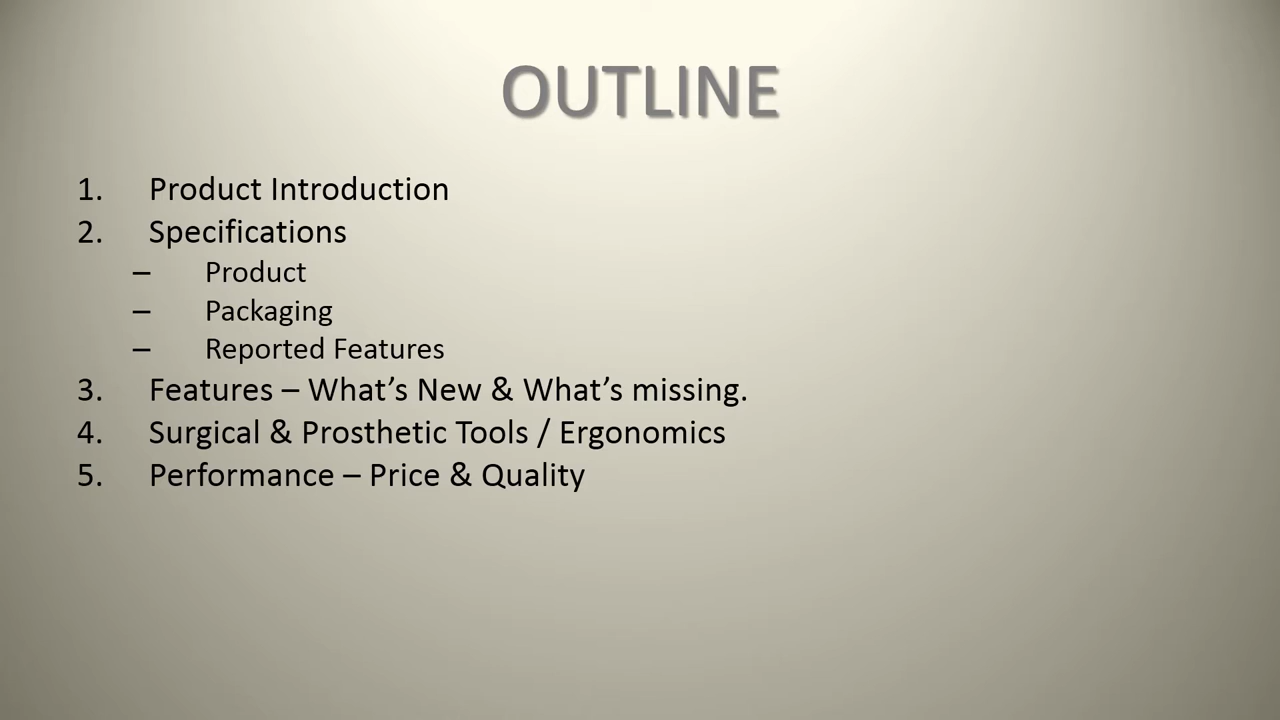 OUTLINE
1. Product Introduction
2. Specifications
– Product
– Packaging
– Reported Features
3. Features – What’s New & What’s missing.
4. Surgical & Prosthetic Tools / Ergonomics
5. Performance – Price & Quality